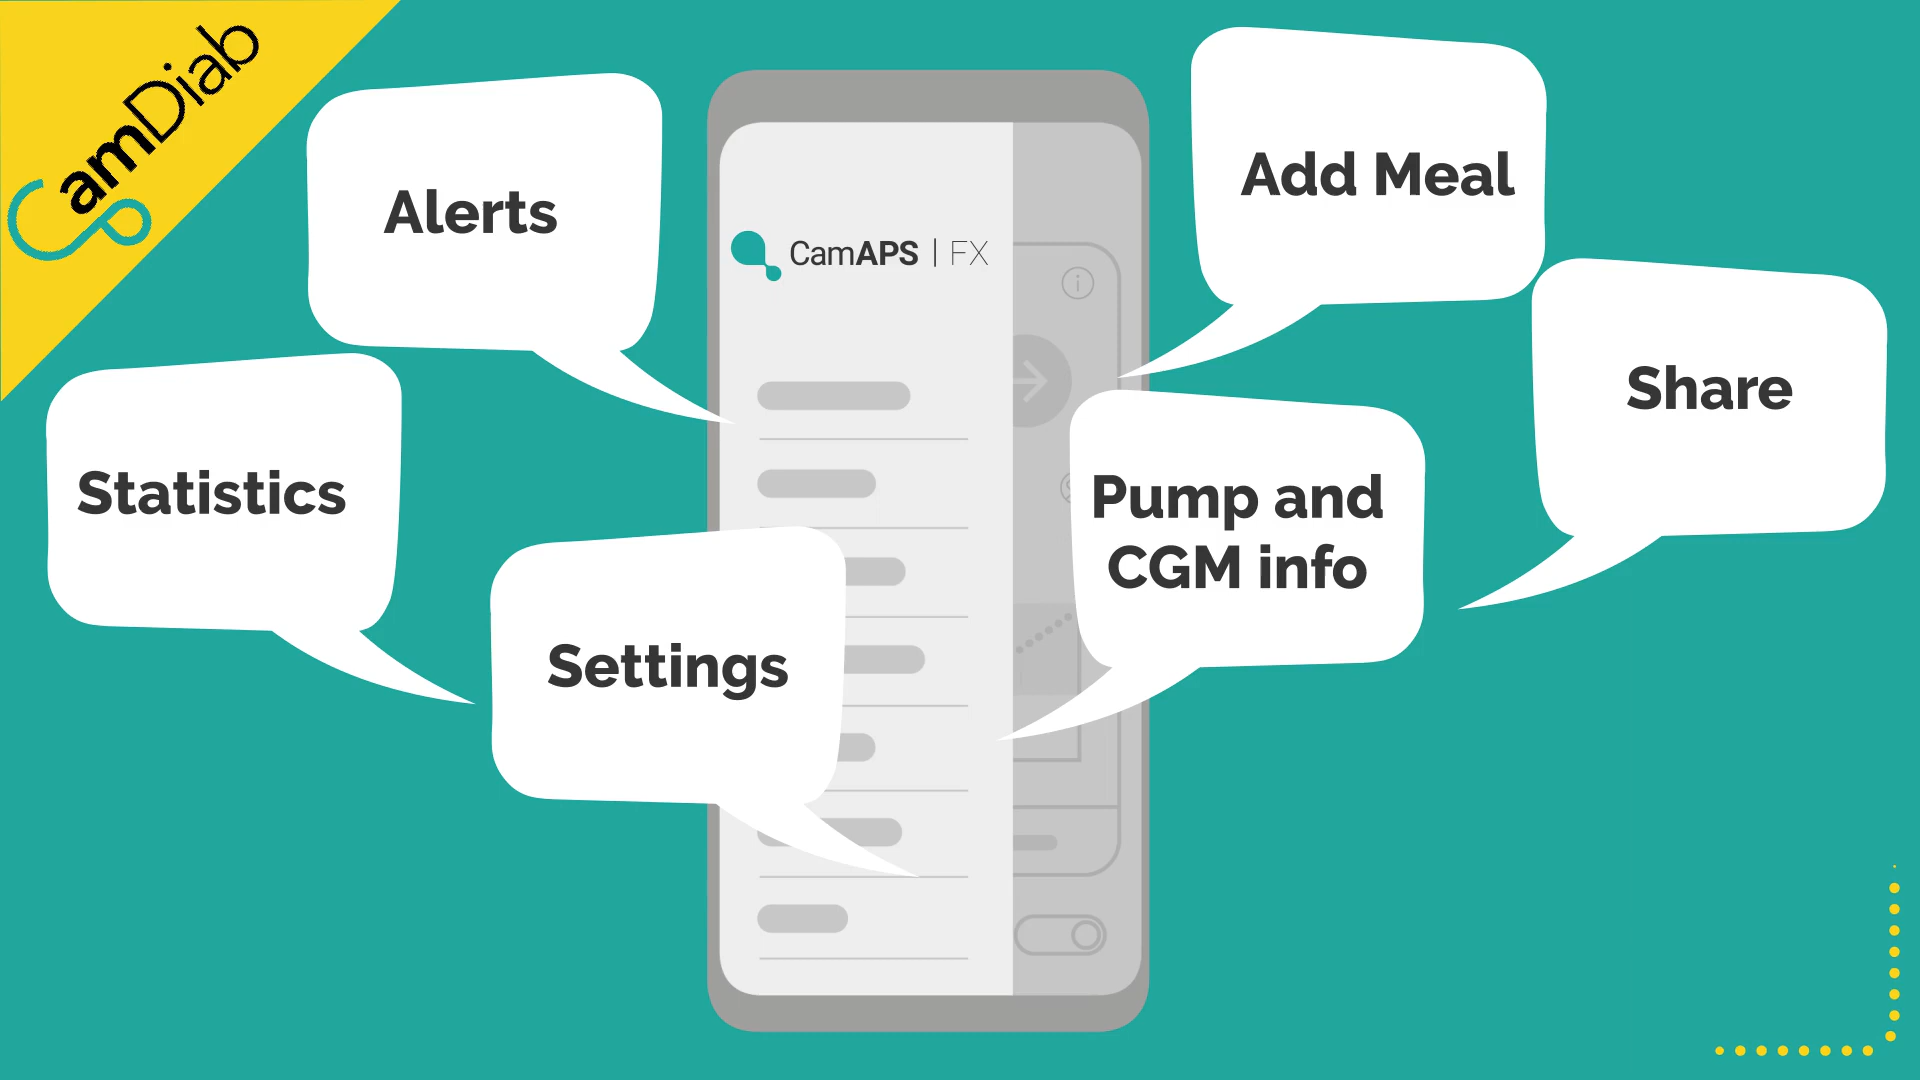 CamDiab
Alerts
Add Meal
CamAPS | FX
Share
Statistics
Pump and
CGM info
Settings